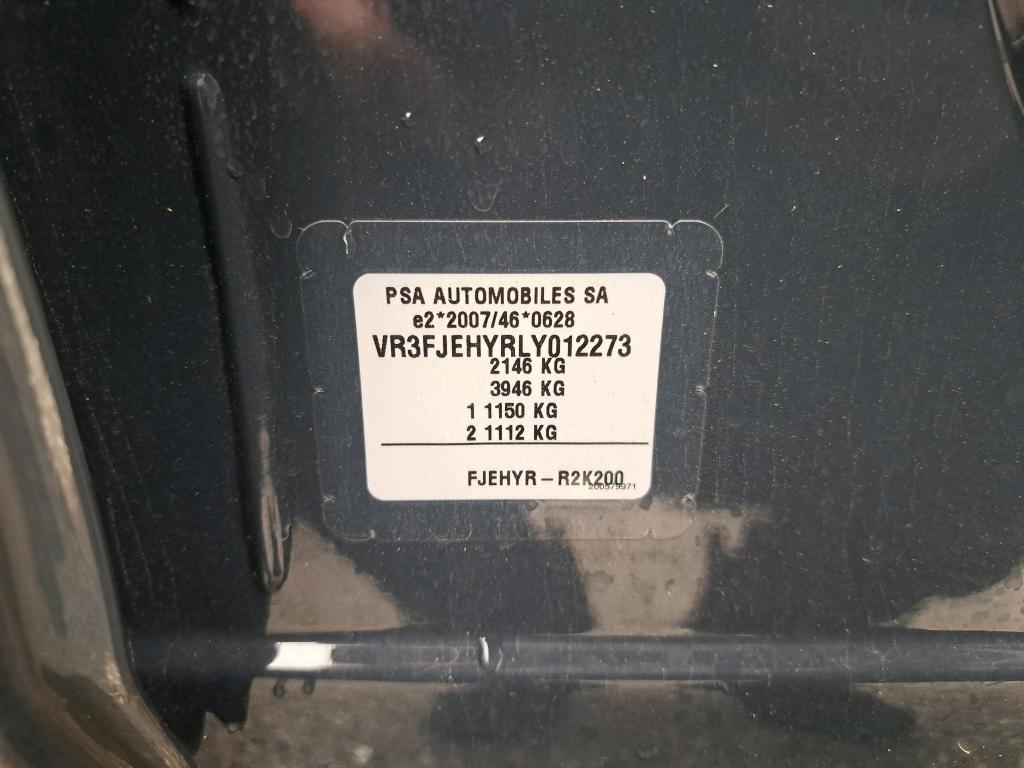 PSA AUTOMOBILES SA
e2*2007/46*0628
VR3FJEHYRLY012273
2146 KG
3946 KG
1 1150 KG
2 1112 KG
FJEHYR – R2K200
200579971